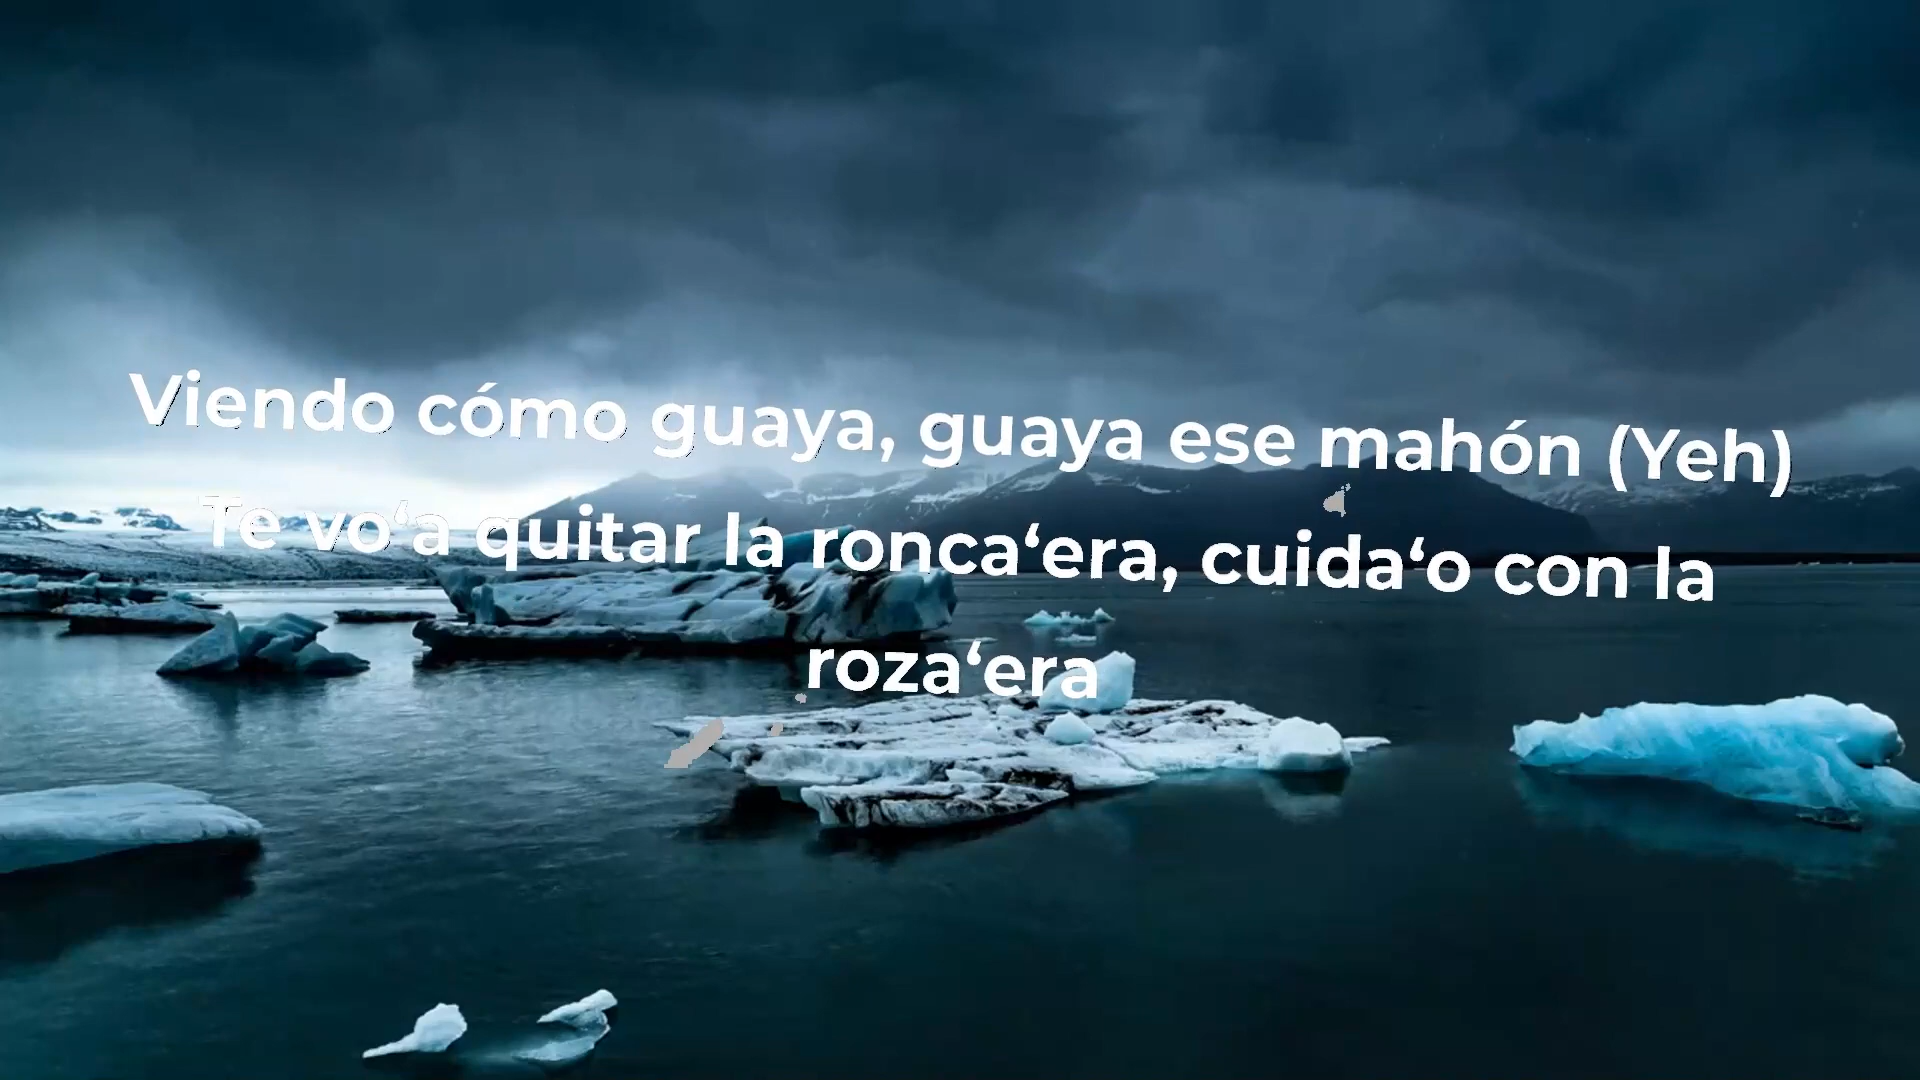 Viendo cómo guaya, guaya ese mahón (Yeh)
Te vo‘a quitar la ronca‘era, cuida‘o con la
roza‘era